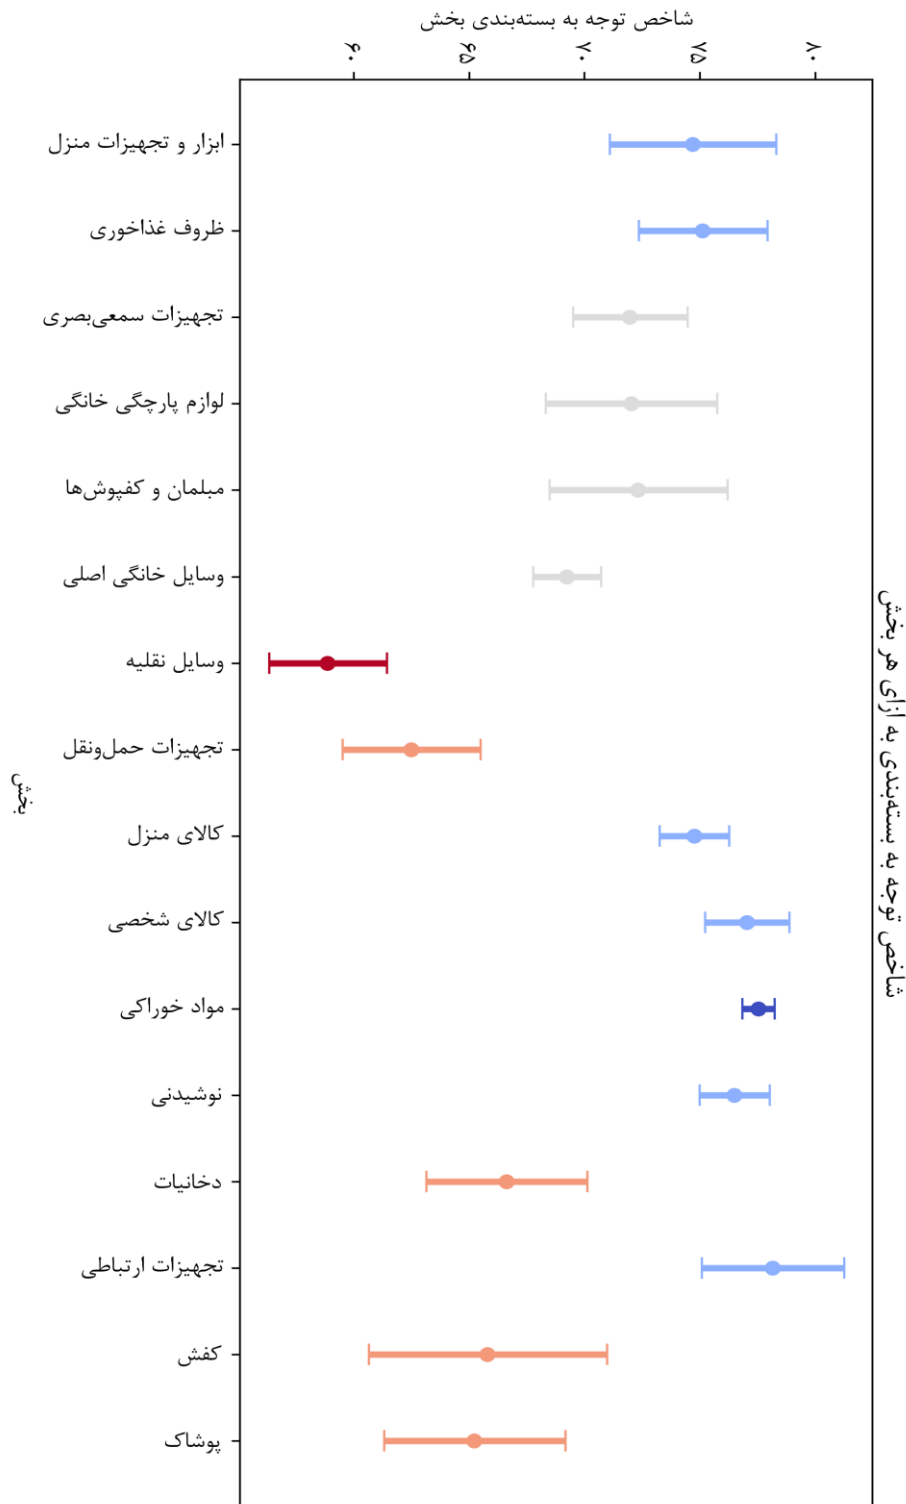 شاخص توجه به بسته‌بندی بخش
۶۰
۶۵
۷۰
۷۵
۸۰
ابزار و تجهیزات منزل
ظروف غذاخوری
تجهیزات سمعی‌بصری
لوازم پارچگی خانگی
مبلمان و کفپوش‌ها
وسایل خانگی اصلی
وسایل نقلیه
تجهیزات حمل‌ونقل
کالای منزل
کالای شخصی
مواد خوراکی
نوشیدنی
دخانیات
تجهیزات ارتباطی
کفش
پوشاک
بخش
شاخص توجه به بسته‌بندی به ازای هر بخش